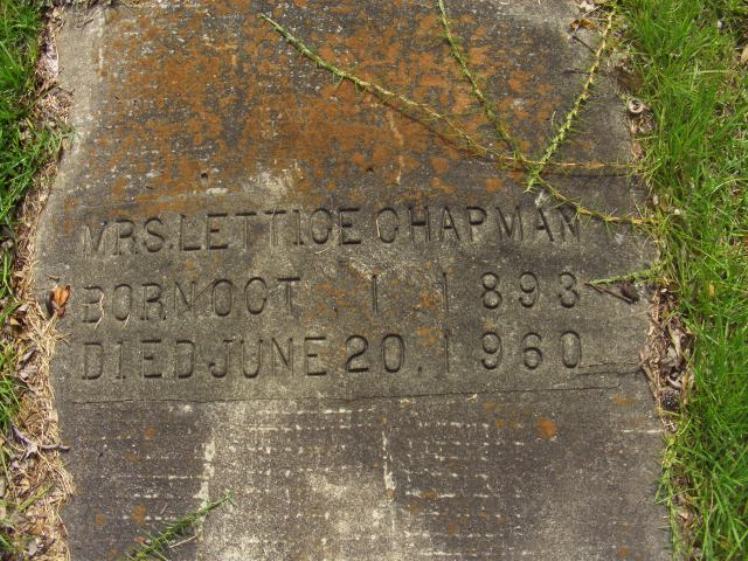 MRS. LETTICE CHAPMAN
BORN OCT. 1. 1893
DIED JUNE 20. 1960